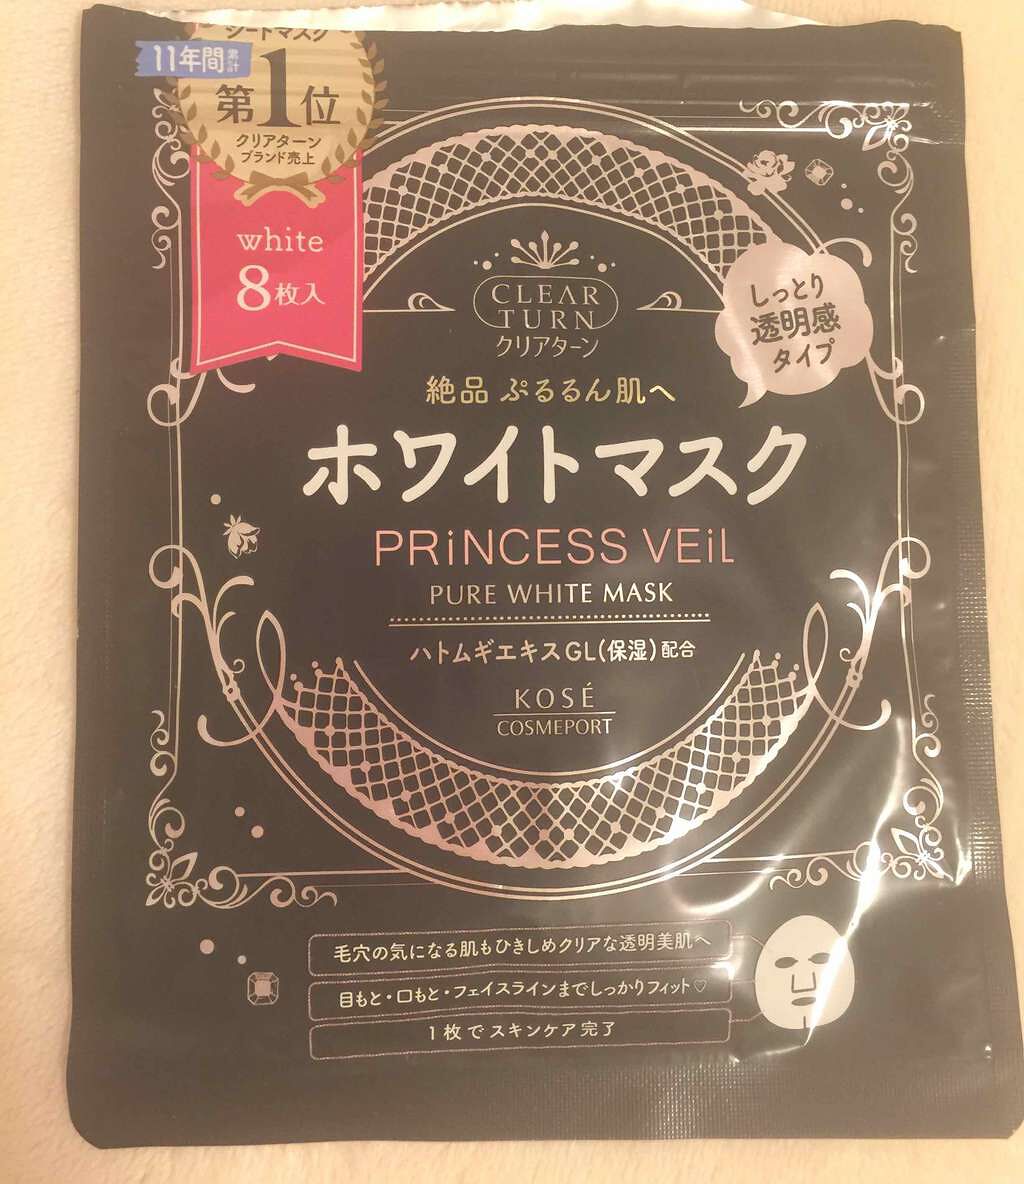 シートマスク
11年間 累計
第1位
クリアターン
ブランド売上
white
8枚入
CLEAR
TURN
クリアターン
しっとり
透明感
タイプ
絶品 ぷるるん肌へ
ホワイトマスク
PRiNCESS VEiL
PURE WHITE MASK
ハトムギエキスGL(保湿)配合
KOSÉ
COSMEPORT
毛穴の気になる肌もひきしめクリアな透明美肌へ
目もと・口もと・フェイスラインまでしっかりフィット♡
1枚でスキンケア完了